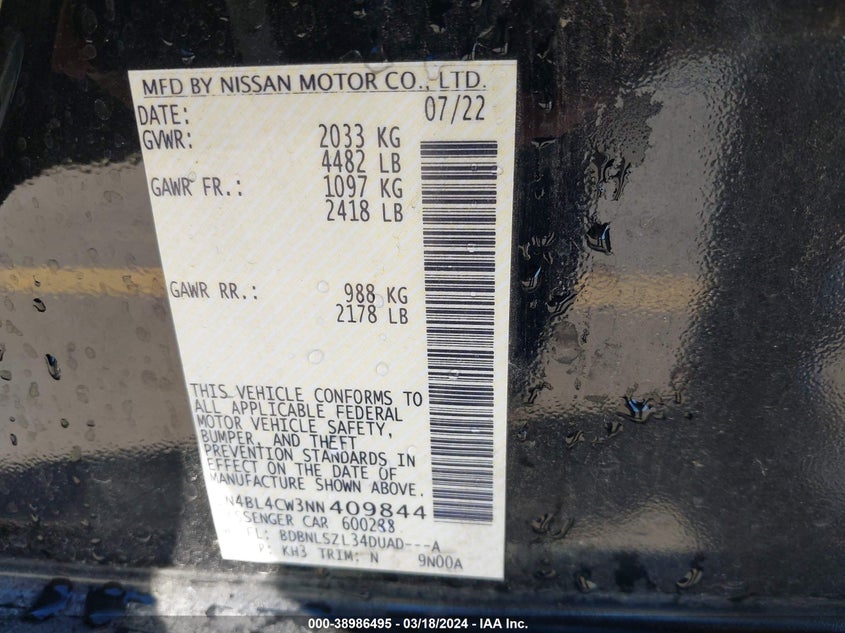 MFD BY NISSAN MOTOR CO., LTD.
DATE: 07/22
GVWR: 2033 KG
4482 LB
GAWR FR.: 1097 KG
2418 LB
GAWR RR.: 988 KG
2178 LB
THIS VEHICLE CONFORMS TO
ALL APPLICABLE FEDERAL
MOTOR VEHICLE SAFETY,
BUMPER, AND THEFT
PREVENTION STANDARDS IN
EFFECT ON THE DATE OF
MANUFACTURE SHOWN ABOVE.
N4BL4CW3NN409844
SSENGER CAR 600288
L: BDBNLSZL34DUAD---A
: KH3 TRIM: N 9N00A
000-38986495 - 03/18/2024 - IAA Inc.